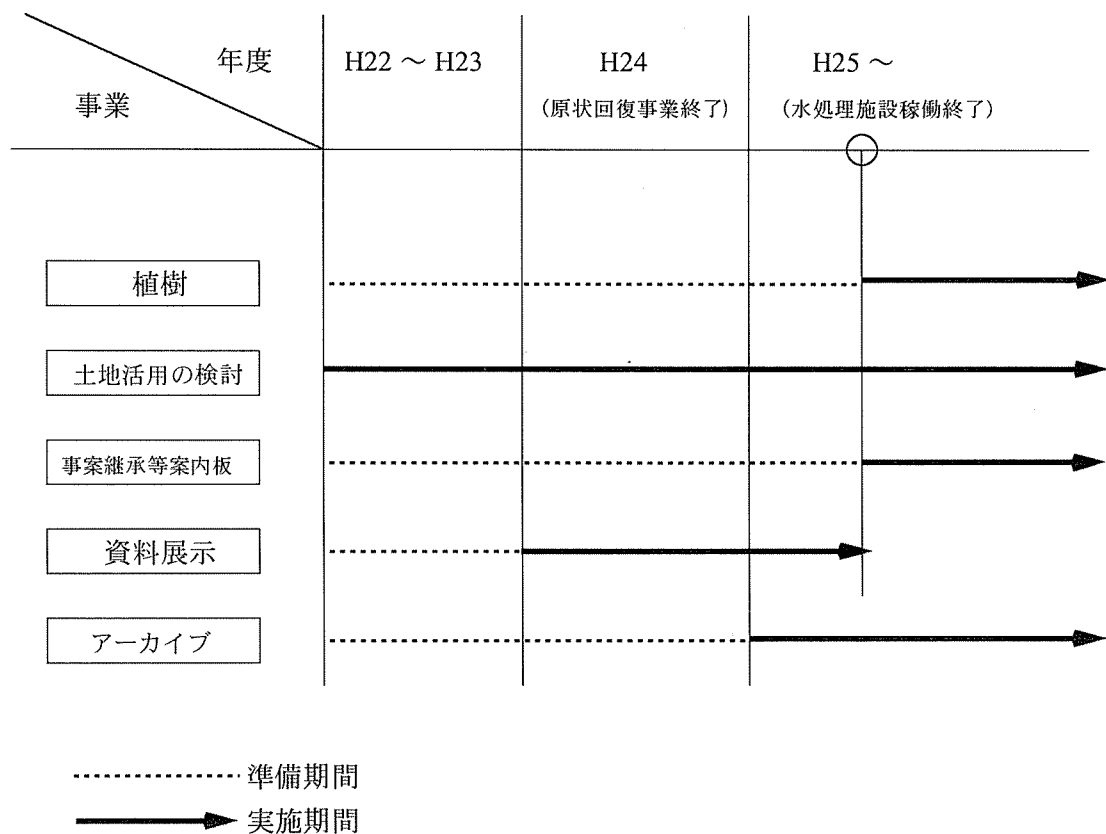 年度
事業
H22 ～ H23
H24
(原状回復事業終了)
H25 ～
(水処理施設稼働終了)
植樹
土地活用の検討
事案継承等案内板
資料展示
アーカイブ
準備期間
実施期間